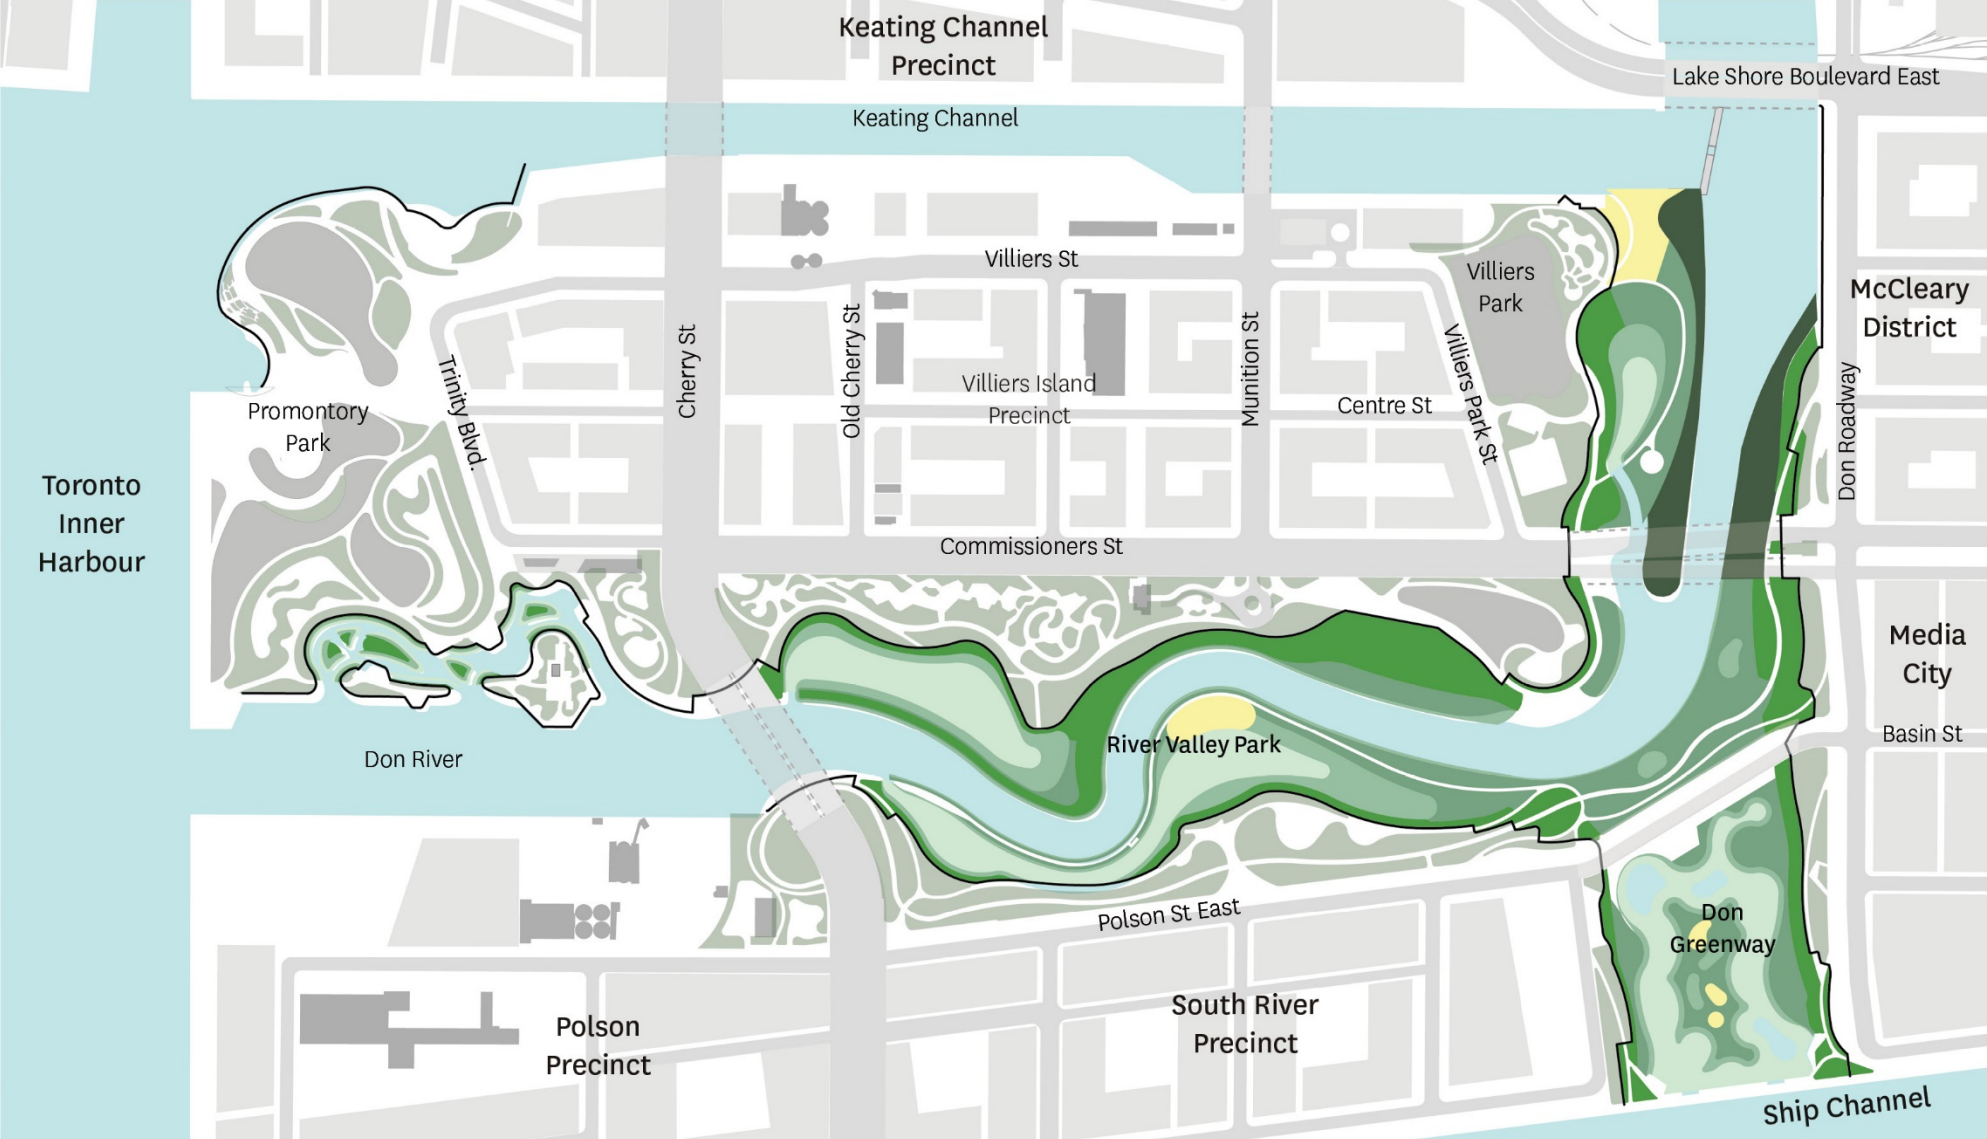 Keating Channel
Precinct
Lake Shore Boulevard East
Keating Channel
Villiers St
Villiers
Park
McCleary
District
Cherry St
Old Cherry St
Munition St
Villiers Park St
Trinity Blvd.
Don Roadway
Villiers Island
Precinct
Centre St
Promontory
Park
Toronto
Inner
Harbour
Commissioners St
Media
City
Basin St
River Valley Park
Don River
Polson St East
Don
Greenway
South River
Precinct
Polson
Precinct
Ship Channel